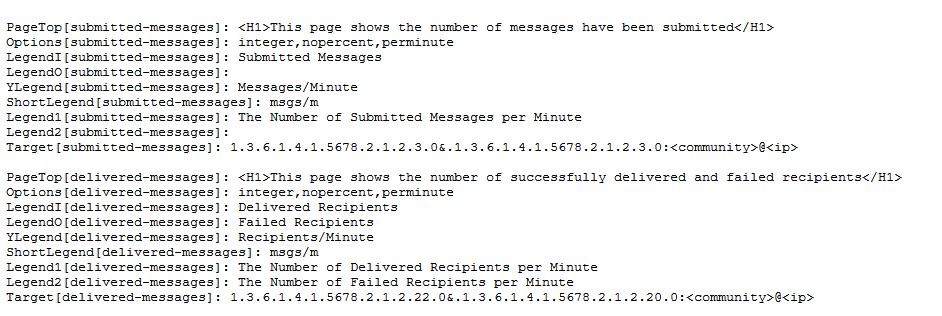 PageTop[submitted-messages]: <H1>This page shows the number of messages have been submitted</H1>
Options[submitted-messages]: integer,nopercent,perminute
LegendI[submitted-messages]: Submitted Messages
LegendO[submitted-messages]:
YLegend[submitted-messages]: Messages/Minute
ShortLegend[submitted-messages]: msgs/m
Legend1[submitted-messages]: The Number of Submitted Messages per Minute
Legend2[submitted-messages]:
Target[submitted-messages]: 1.3.6.1.4.1.5678.2.1.2.3.0&.1.3.6.1.4.1.5678.2.1.2.3.0:<community>@<ip>
PageTop[delivered-messages]: <H1>This page shows the number of successfully delivered and failed recipients</H1>
Options[delivered-messages]: integer,nopercent,perminute
LegendI[delivered-messages]: Delivered Recipients
LegendO[delivered-messages]: Failed Recipients
YLegend[delivered-messages]: Recipients/Minute
ShortLegend[delivered-messages]: msgs/m
Legend1[delivered-messages]: The Number of Delivered Recipients per Minute
Legend2[delivered-messages]: The Number of Failed Recipients per Minute
Target[delivered-messages]: 1.3.6.1.4.1.5678.2.1.2.22.0&.1.3.6.1.4.1.5678.2.1.2.20.0:<community>@<ip>